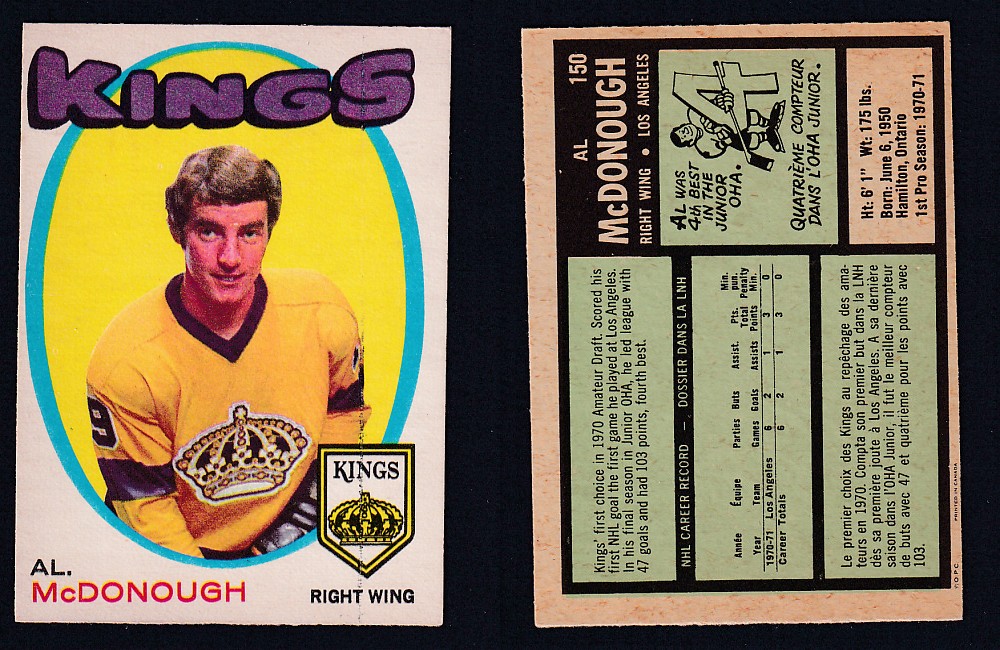 KINGS
KINGS
9
AL.
McDONOUGH
RIGHT WING
150
AL
McDONOUGH
RIGHT WING • LOS ANGELES
AL WAS
4th BEST
IN THE
JUNIOR
OHA.
4
QUATRIÈME COMPTEUR
DANS L'OHA JUNIOR.
Ht: 6' 1" Wt: 175 lbs.
Born: June 6, 1950
Hamilton, Ontario
1st Pro Season: 1970-71
Kings' first choice in 1970 Amateur Draft. Scored his
first NHL goal the first game he played at Los Angeles.
In his final season in Junior OHA, he led league with
47 goals and had 103 points, fourth best.
NHL CAREER RECORD — DOSSIER DANS LA LNH
Année Équipe Parties Buts Assist. Pts. Total Min. pun.
Year Team Games Goals Assists Points Penalty Min.
1970-71 Los Angeles 6 2 1 3 0
Career Totals 6 2 1 3 0
Le premier choix des Kings au repêchage des ama-
teurs en 1970. Compta son premier but dans la LNH
dès sa première joute à Los Angeles. A sa dernière
saison dans l'OHA Junior, il fut le meilleur compteur
de buts avec 47 et quatrième pour les points avec
103.
T.O.P.C. PRINTED IN CANADA